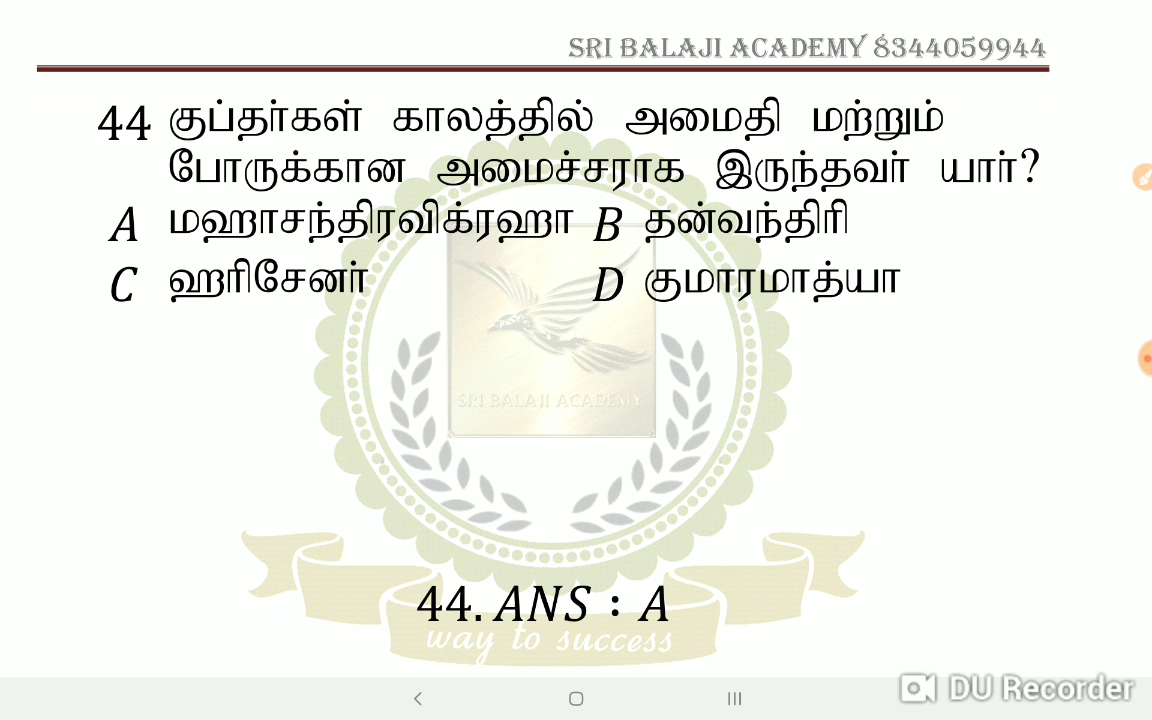 SRI BALAJI ACADEMY 8344059944
44 குப்தர்கள் காலத்தில் அமைதி மற்றும்
போருக்கான அமைச்சராக இருந்தவர் யார்?
A மஹாசந்திரவிக்ரஹா B தன்வந்திரி
C ஹரிசேனர் D குமாரமாத்யா
SRI BALAJI ACADEMY
44. ANS : A
way to success
DU Recorder